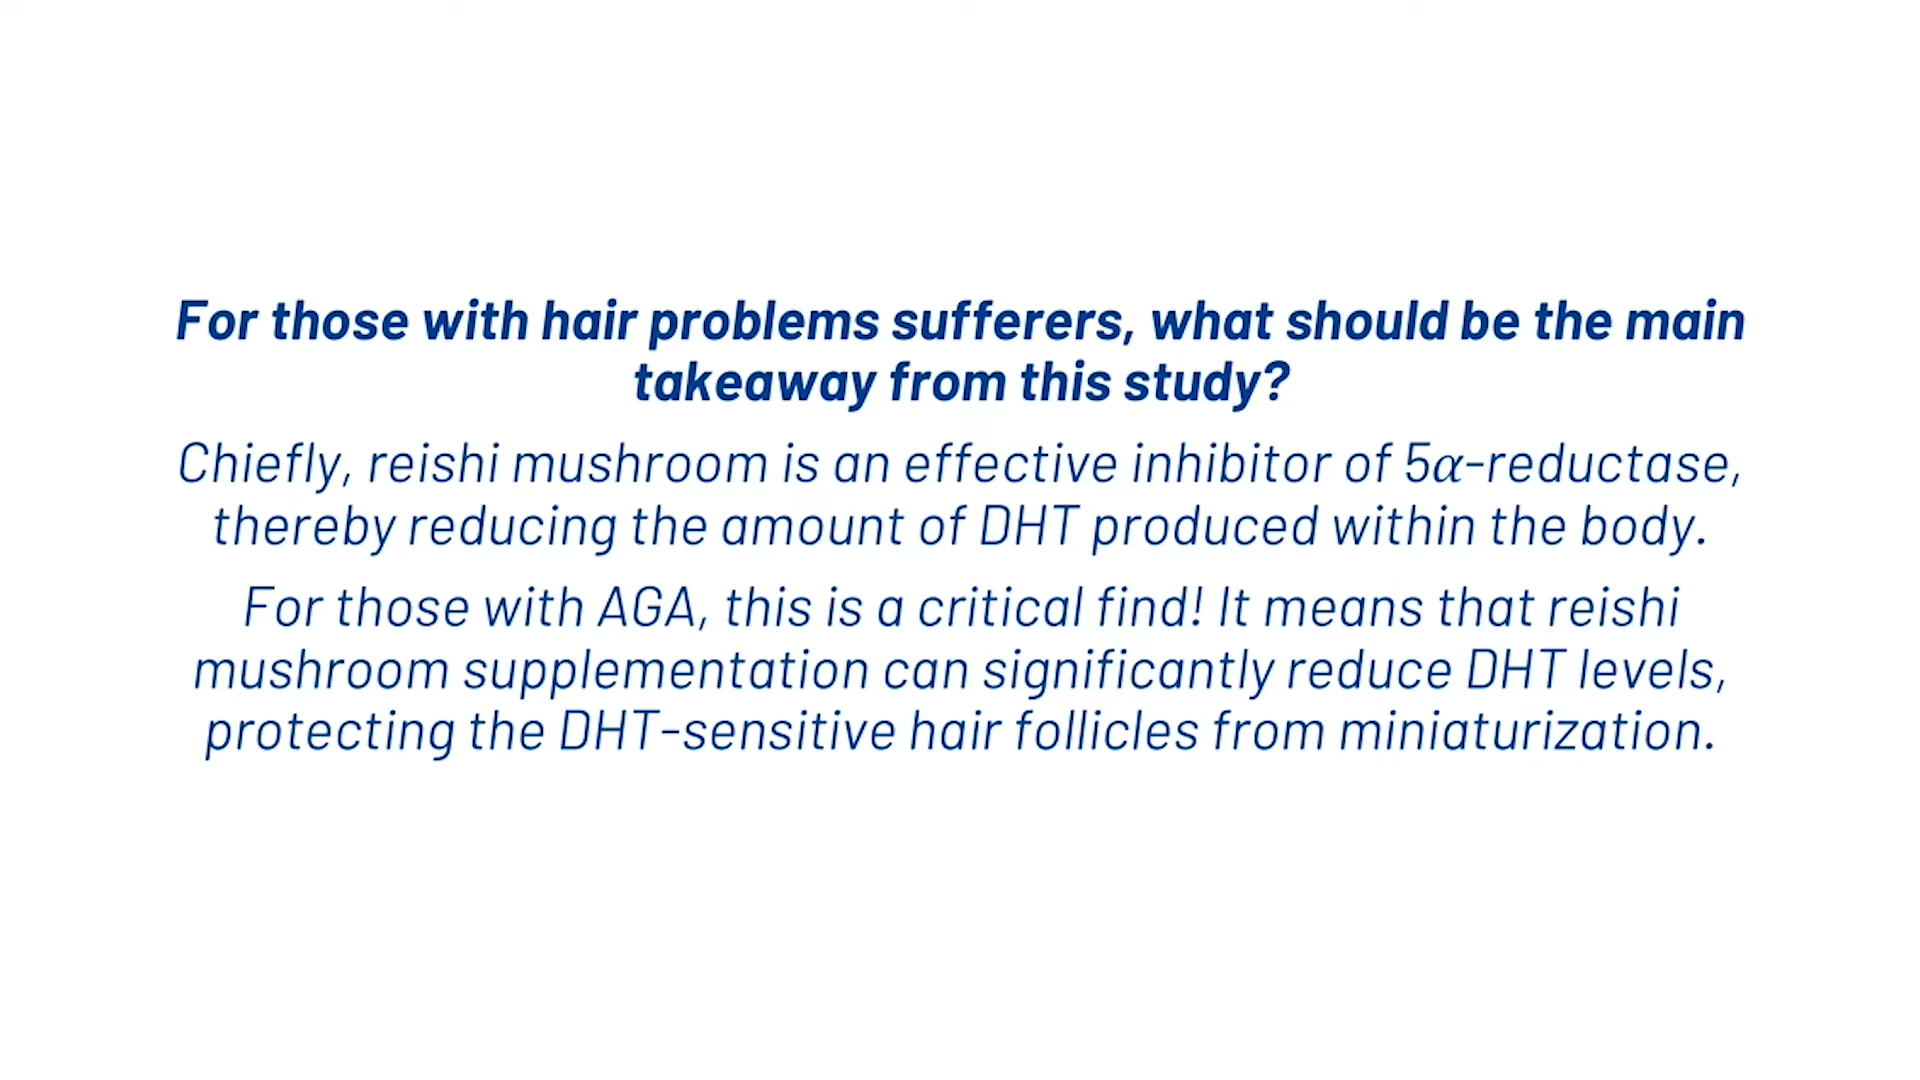 For those with hair problems sufferers, what should be the main
takeaway from this study?
Chiefly, reishi mushroom is an effective inhibitor of 5α-reductase,
thereby reducing the amount of DHT produced within the body.
For those with AGA, this is a critical find! It means that reishi
mushroom supplementation can significantly reduce DHT levels,
protecting the DHT-sensitive hair follicles from miniaturization.